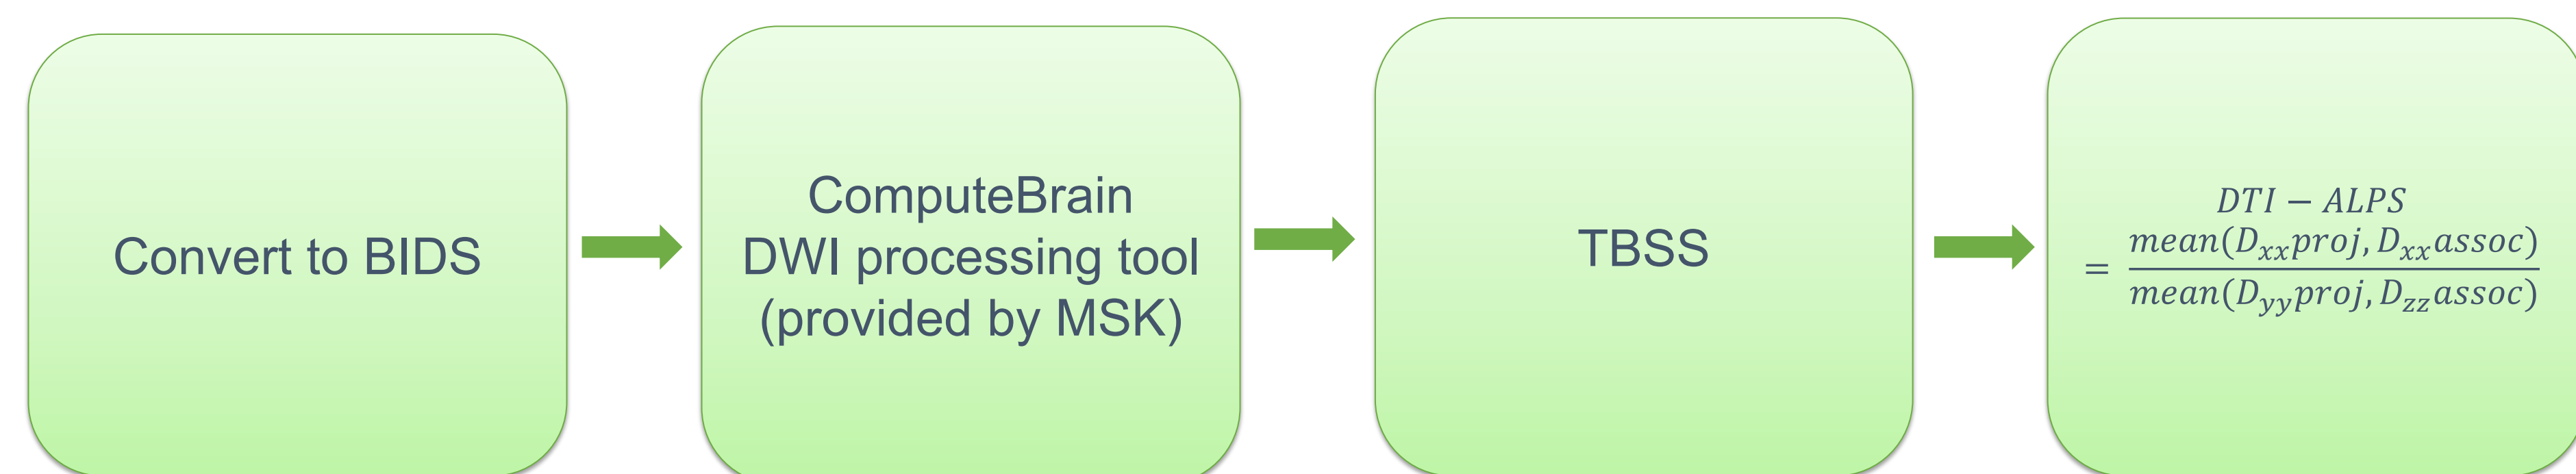 Convert to BIDS
ComputeBrain
DWI processing tool
(provided by MSK)
TBSS
DTI − ALPS
= mean(D_xx proj, D_xx assoc)
mean(D_yy proj, D_zz assoc)